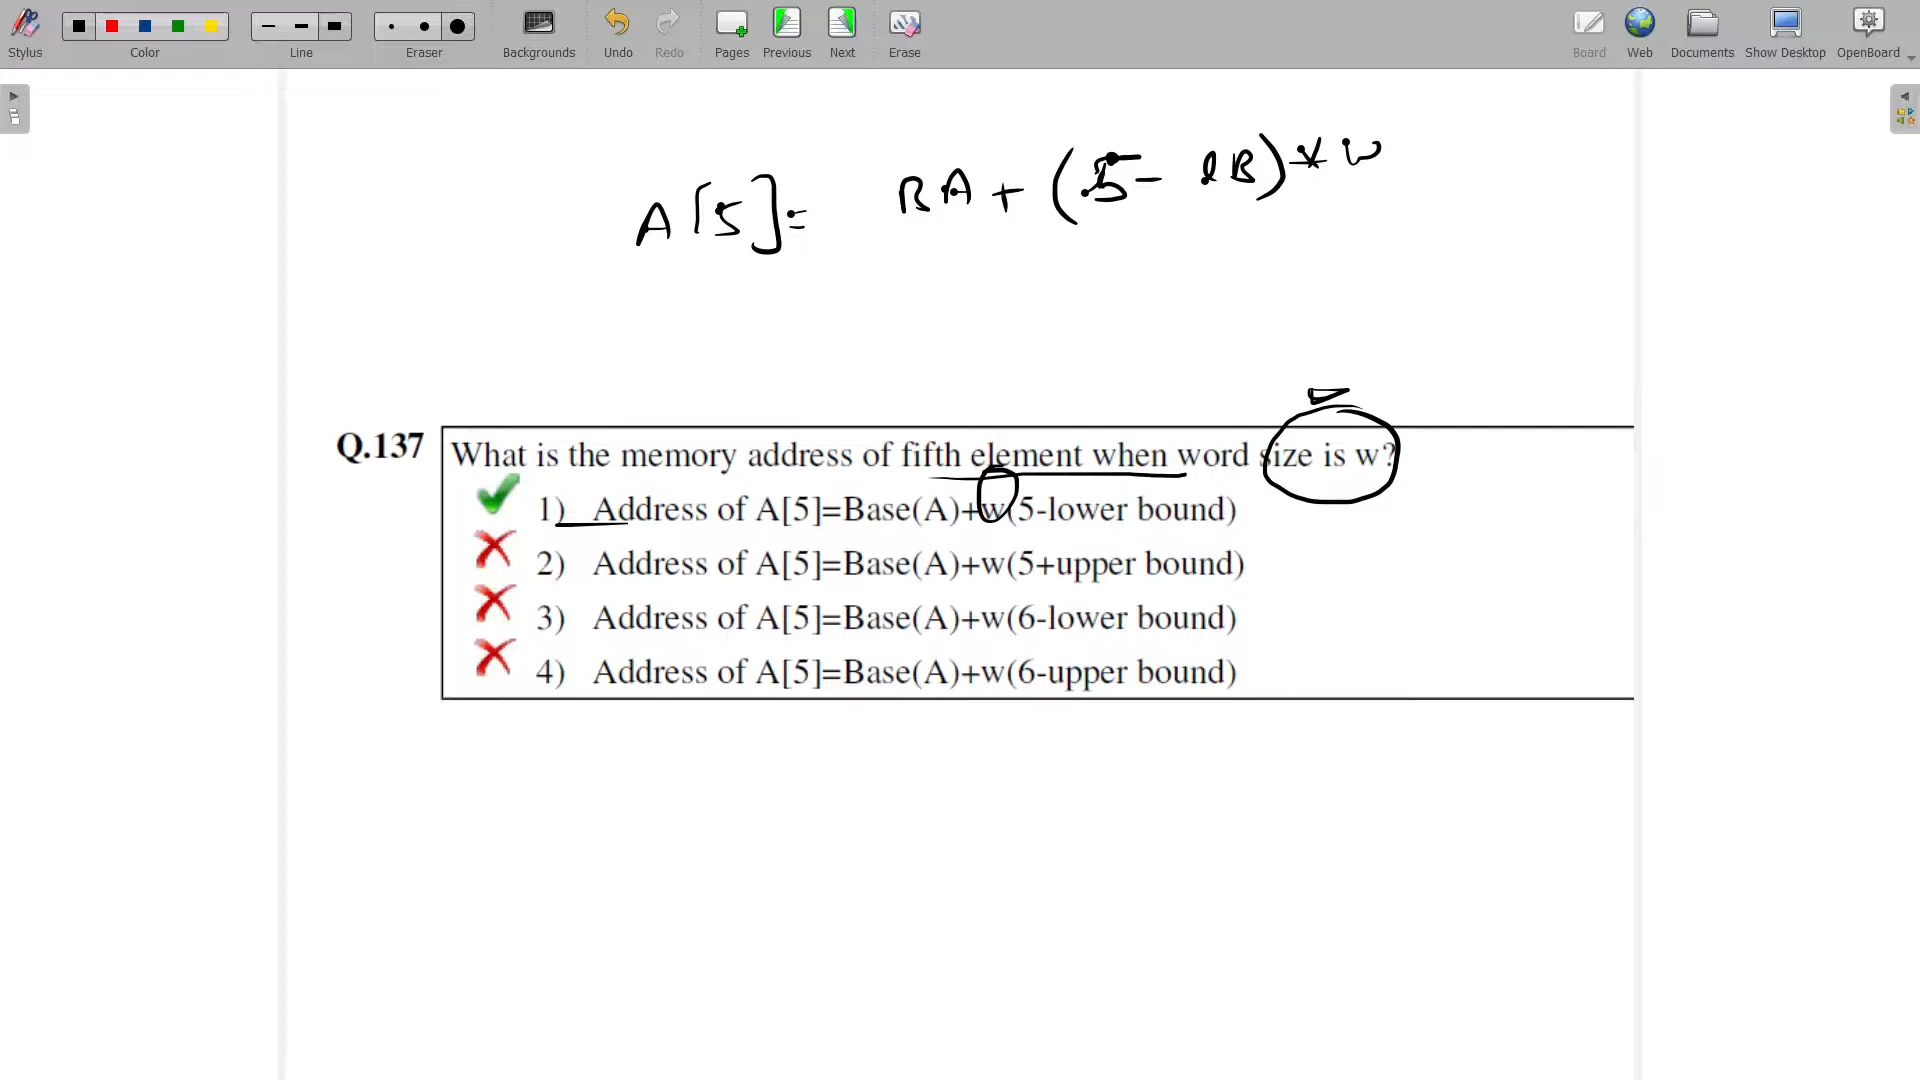 Stylus Color Line Eraser Backgrounds Undo Redo Pages Previous Next Erase Board Web Documents Show Desktop OpenBoard
A[5]= BA+(5-lB)*w
Q.137 What is the memory address of fifth element when word size is w?
1) Address of A[5]=Base(A)+w(5-lower bound)
2) Address of A[5]=Base(A)+w(5+upper bound)
3) Address of A[5]=Base(A)+w(6-lower bound)
4) Address of A[5]=Base(A)+w(6-upper bound)